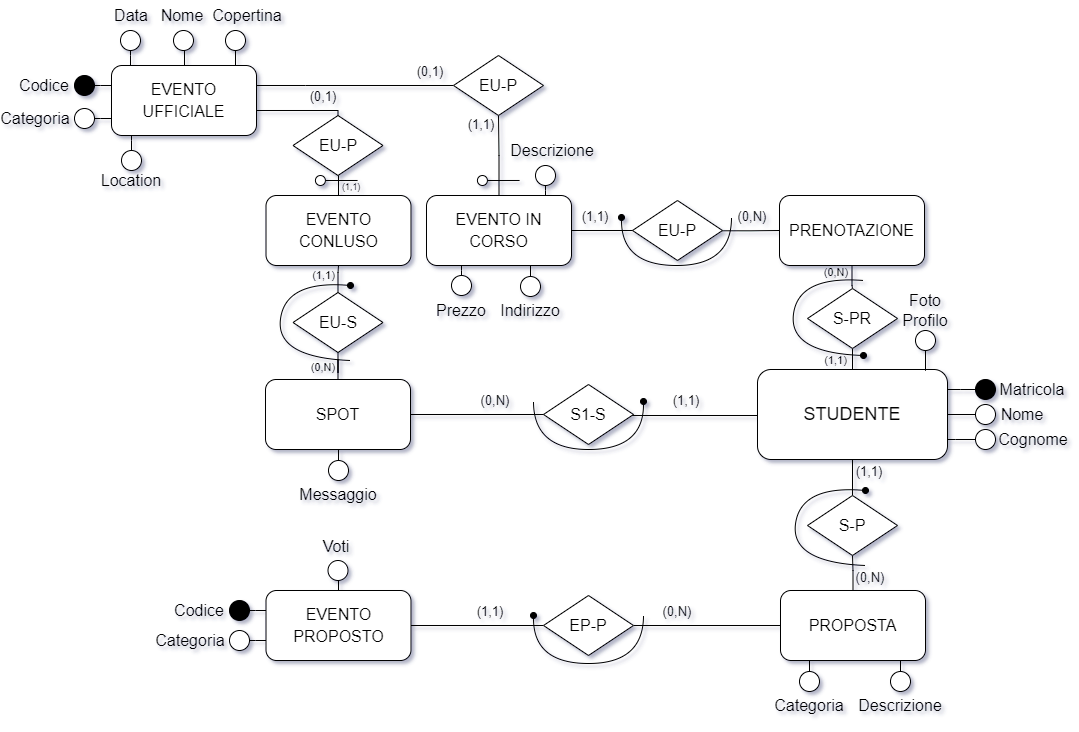 Data
Nome
Copertina
Codice
EVENTO
UFFICIALE
Categoria
Location
(0,1)
(0,1)
EU-P
(1,1)
EU-P
(1,1)
Descrizione
EVENTO
CONLUSO
EVENTO IN
CORSO
(1,1)
EU-P
(0,N)
PRENOTAZIONE
Prezzo
Indirizzo
(1,1)
EU-S
(0,N)
(0,N)
S-PR
(1,1)
Foto
Profilo
SPOT
(0,N)
S1-S
(1,1)
STUDENTE
Matricola
Nome
Cognome
Messaggio
(1,1)
S-P
(0,N)
Voti
Codice
Categoria
EVENTO
PROPOSTO
(1,1)
EP-P
(0,N)
PROPOSTA
Categoria
Descrizione